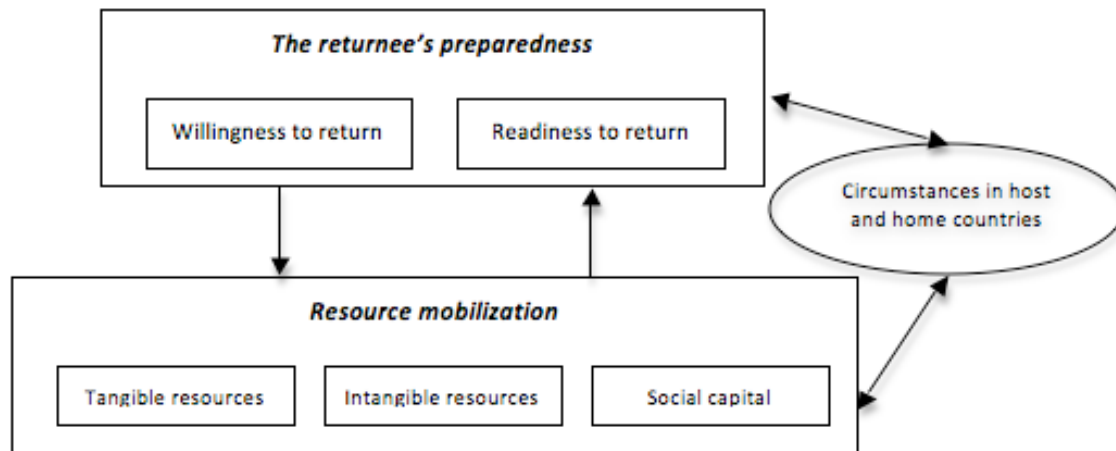 The returnee’s preparedness
Willingness to return
Readiness to return
Circumstances in host
and home countries
Resource mobilization
Tangible resources
Intangible resources
Social capital